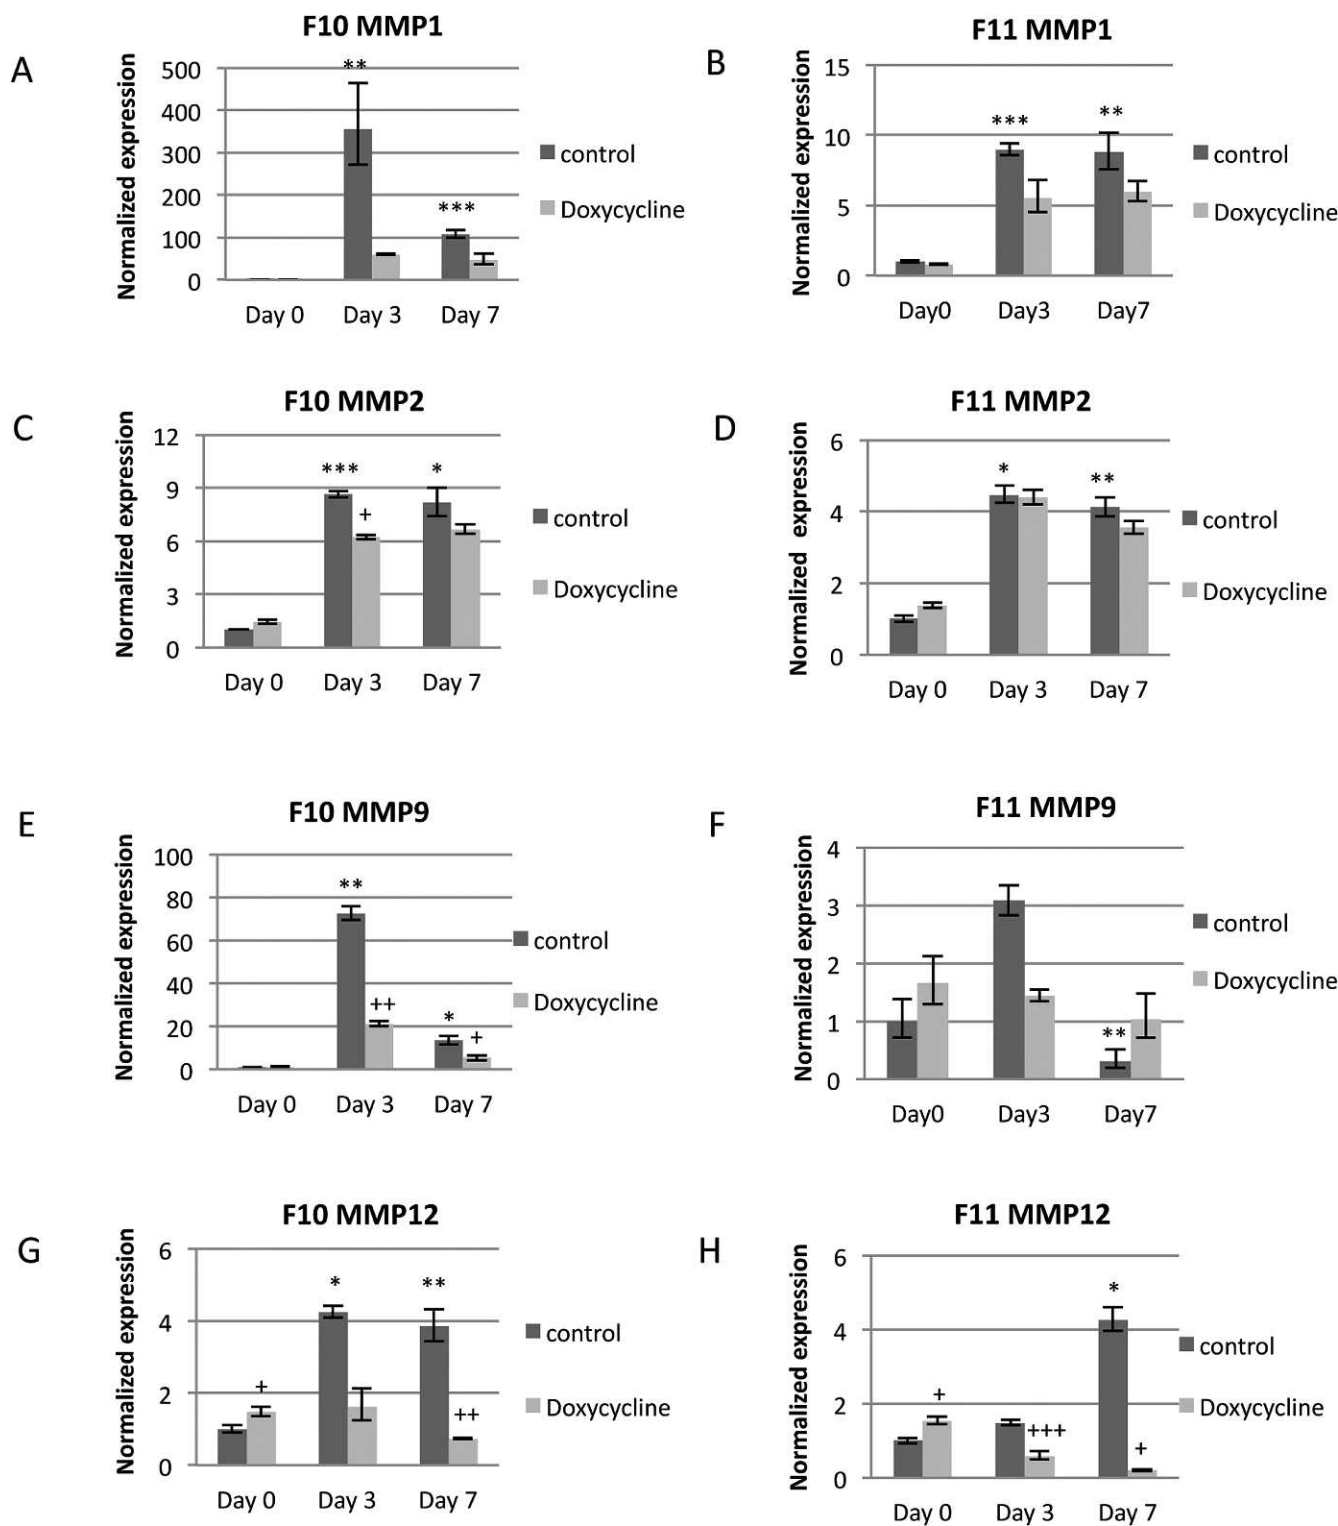 F10 MMP1
A
Normalized expression
500
400
300
200
100
0
**
***
control
Doxycycline
Day 0 Day 3 Day 7
F11 MMP1
B
Normalized expression
15
10
5
0
***
**
control
Doxycycline
Day0 Day3 Day7
F10 MMP2
C
Normalized expression
12
9
6
3
0
***
+
*
control
Doxycycline
Day 0 Day 3 Day 7
F11 MMP2
D
Normalized expression
6
4
2
0
*
**
control
Doxycycline
Day 0 Day 3 Day 7
F10 MMP9
E
Normalized expression
100
80
60
40
20
0
**
++
*
+
control
Doxycycline
Day 0 Day 3 Day 7
F11 MMP9
F
Normalized expression
4
3
2
1
0
**
control
Doxycycline
Day0 Day3 Day7
F10 MMP12
G
Normalized expression
6
4
2
0
+
*
**
++
control
Doxycycline
Day 0 Day 3 Day 7
F11 MMP12
H
Normalized expression
6
4
2
0
+
+++
*
+
control
Doxycycline
Day 0 Day 3 Day 7